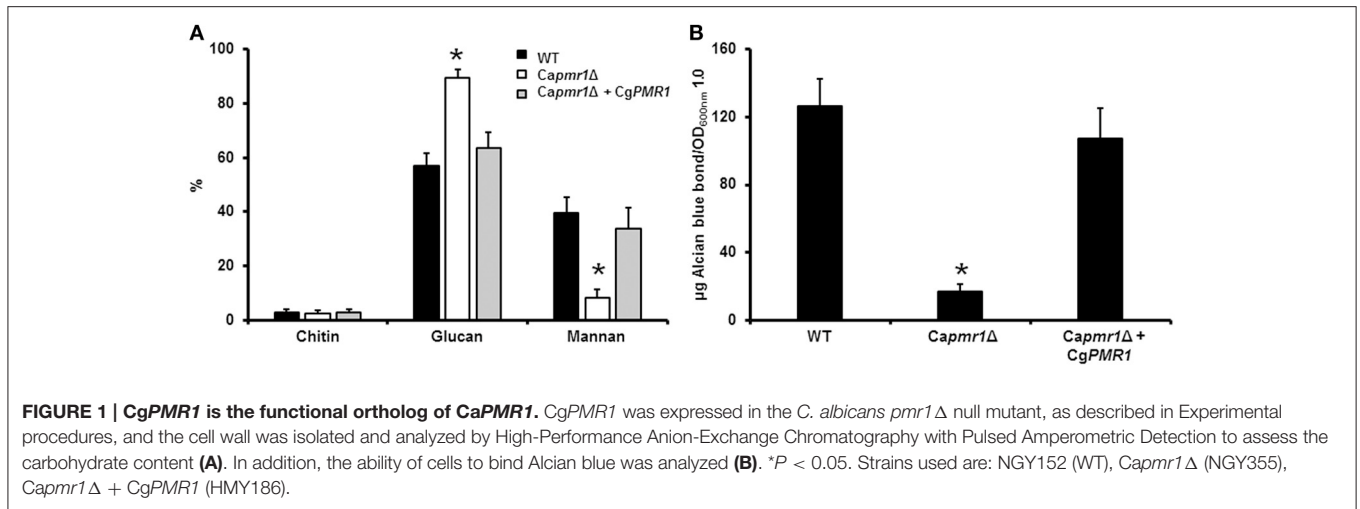 A
100
80
60
40
20
0
%
*
*
WT
Capmr1Δ
Capmr1Δ + CgPMR1
Chitin
Glucan
Mannan
B
160
120
80
40
0
µg Alcian blue bond/OD600nm 1.0
*
WT
Capmr1Δ
Capmr1Δ +
CgPMR1
FIGURE 1 | CgPMR1 is the functional ortholog of CaPMR1. CgPMR1 was expressed in the C. albicans pmr1Δ null mutant, as described in Experimental
procedures, and the cell wall was isolated and analyzed by High-Performance Anion-Exchange Chromatography with Pulsed Amperometric Detection to assess the
carbohydrate content (A). In addition, the ability of cells to bind Alcian blue was analyzed (B). *P < 0.05. Strains used are: NGY152 (WT), Capmr1Δ (NGY355),
Capmr1Δ + CgPMR1 (HMY186).